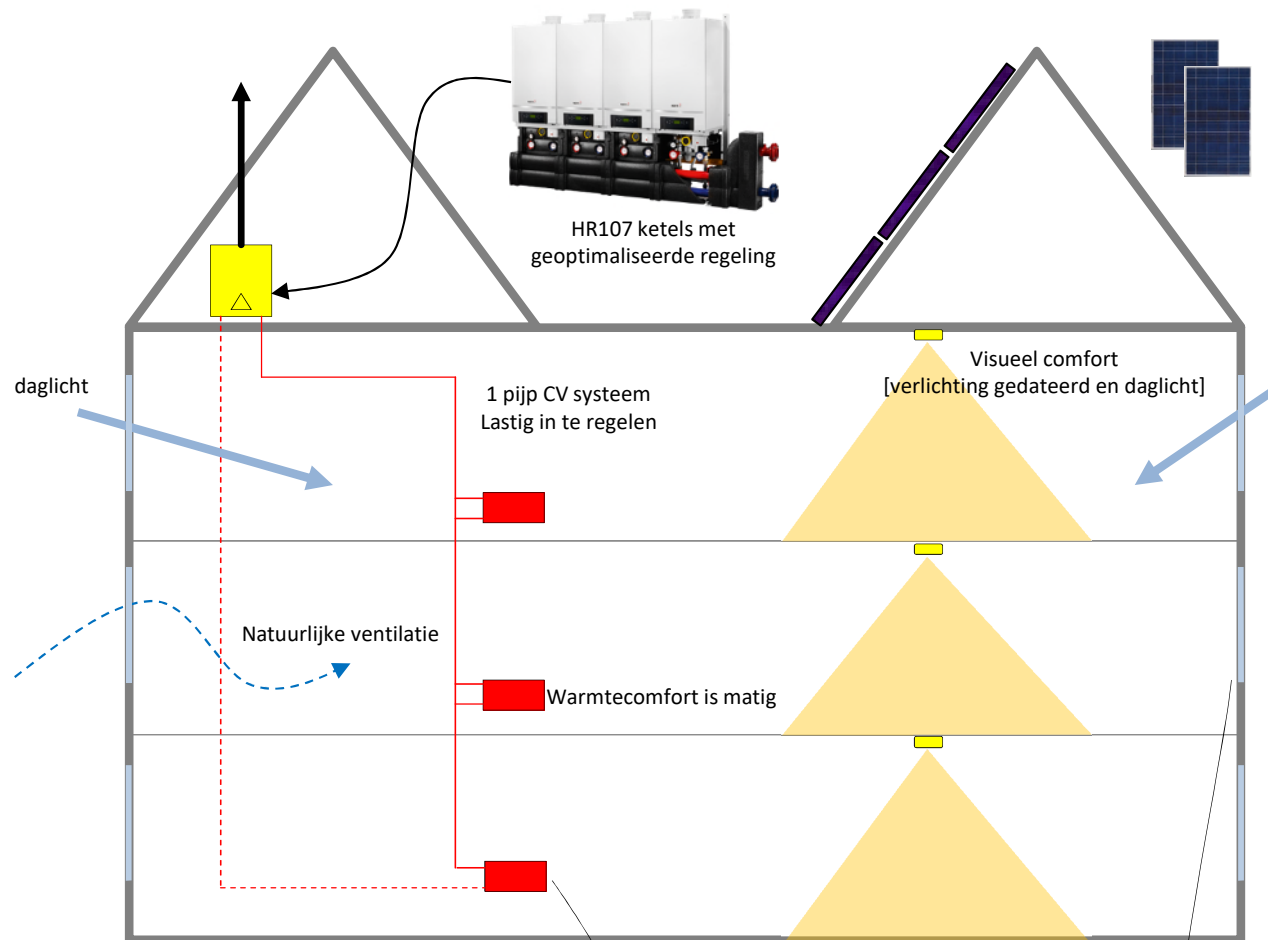 HR107 ketels met
geoptimaliseerde regeling
daglicht
1 pijp CV systeem
Lastig in te regelen
Visueel comfort
[verlichting gedateerd en daglicht]
Natuurlijke ventilatie
Warmtecomfort is matig